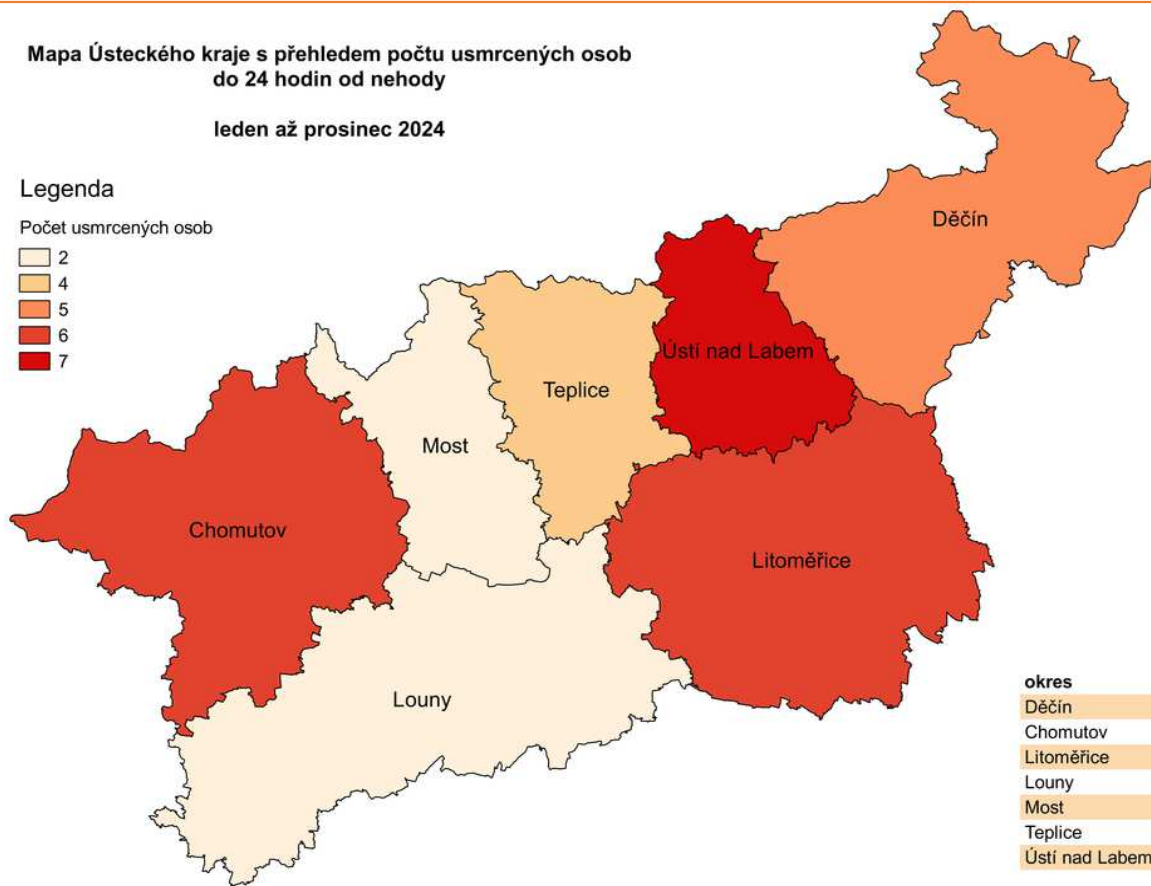 Mapa Ústeckého kraje s přehledem počtu usmrcených osob
do 24 hodin od nehody
leden až prosinec 2024
Legenda
Počet usmrcených osob
2
4
5
6
7
Děčín
Ústí nad Labem
Teplice
Most
Chomutov
Litoměřice
Louny
okres
Děčín
Chomutov
Litoměřice
Louny
Most
Teplice
Ústí nad Labem